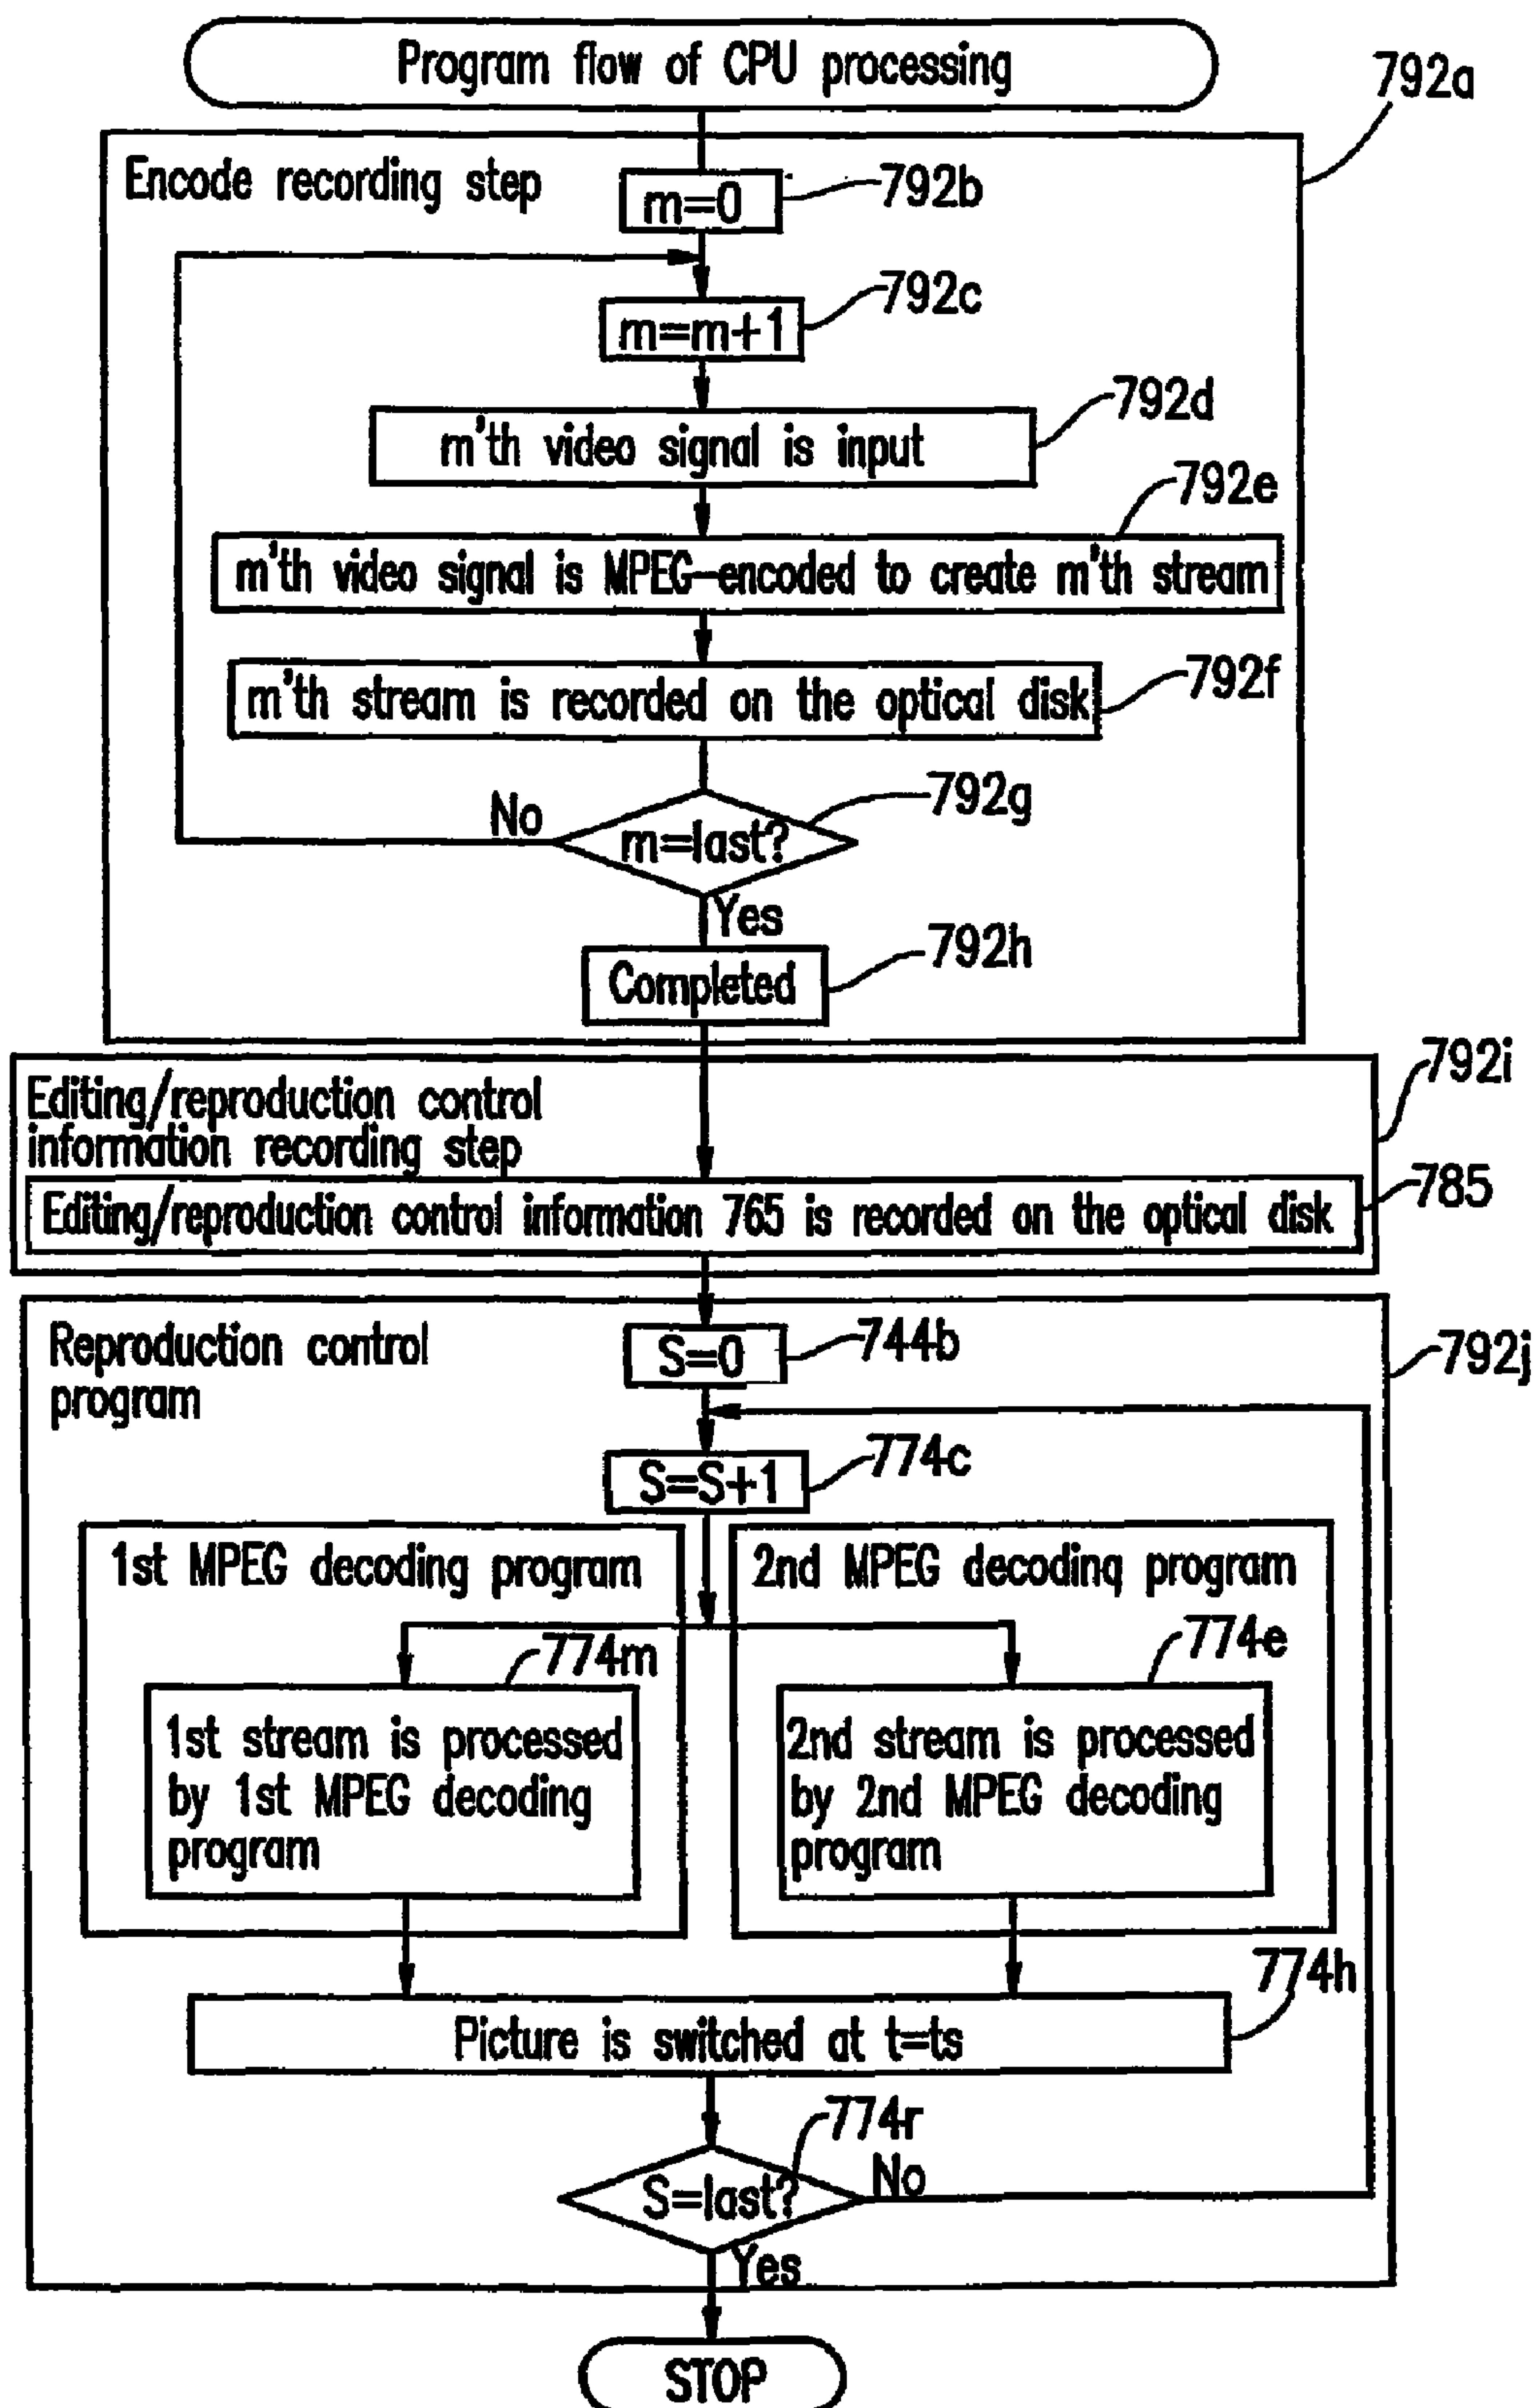 Program flow of CPU processing
792a
Encode recording step
m=0
792b
m=m+1
792c
m'th video signal is input
792d
m'th video signal is MPEG-encoded to create m'th stream
792e
m'th stream is recorded on the optical disk
792f
m=last?
792g
No
Yes
Completed
792h
Editing/reproduction control
information recording step
792i
Editing/reproduction control information 765 is recorded on the optical disk
785
Reproduction control
program
792j
S=0
744b
S=S+1
774c
1st MPEG decoding program
2nd MPEG decodinq program
774m
774e
1st stream is processed
by 1st MPEG decoding
program
2nd stream is processed
by 2nd MPEG decoding
program
774h
Picture is switched at t=ts
774r
S=last?
No
Yes
STOP